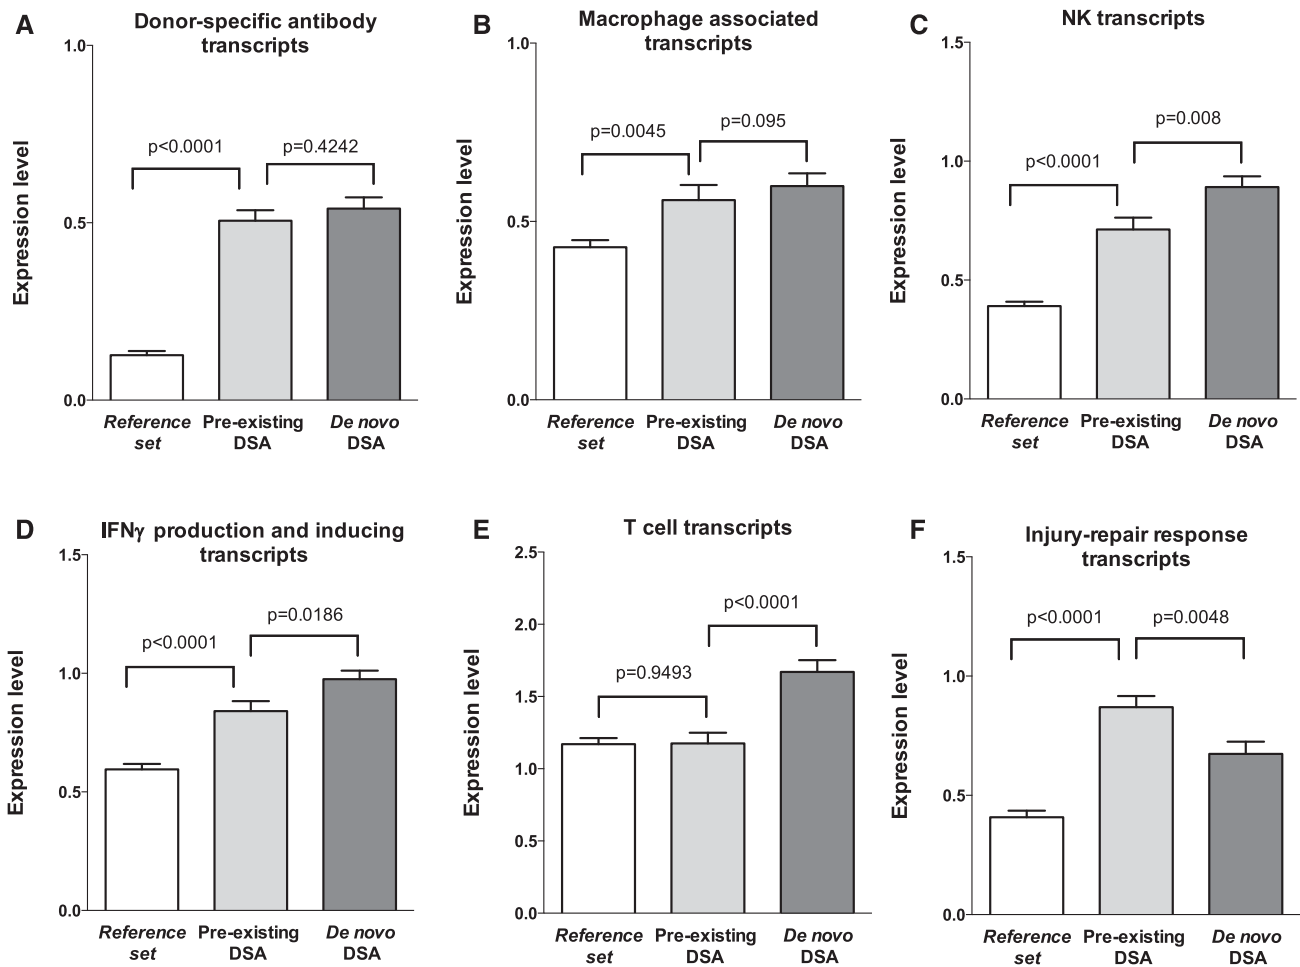 A
Donor-specific antibody
transcripts
1.0
0.5
0.0
Expression level
p<0.0001
p=0.4242
Reference
set
Pre-existing
DSA
De novo
DSA
B
Macrophage associated
transcripts
1.0
0.5
0.0
Expression level
p=0.0045
p=0.095
Reference
set
Pre-existing
DSA
De novo
DSA
C
NK transcripts
1.5
1.0
0.5
0.0
Expression level
p<0.0001
p=0.008
Reference
set
Pre-existing
DSA
De novo
DSA
D
IFNγ production and inducing
transcripts
1.5
1.0
0.5
0.0
Expression level
p<0.0001
p=0.0186
Reference
set
Pre-existing
DSA
De novo
DSA
E
T cell transcripts
2.5
2.0
1.5
1.0
0.5
0.0
Expression level
p=0.9493
p<0.0001
Reference
set
Pre-existing
DSA
De novo
DSA
F
Injury-repair response
transcripts
1.5
1.0
0.5
0.0
Expression level
p<0.0001
p=0.0048
Reference
set
Pre-existing
DSA
De novo
DSA